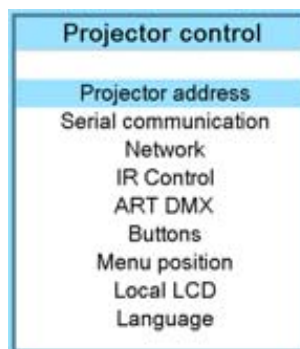 Projector control
Projector address
Serial communication
Network
IR Control
ART DMX
Buttons
Menu position
Local LCD
Language